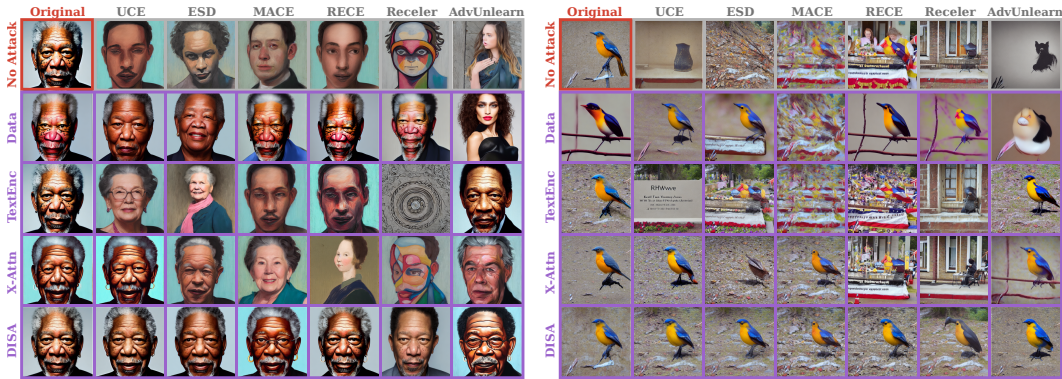 Original UCE ESD MACE RECE Receler AdvUnlearn
No Attack
Data
TextEnc
X-Attn
DISA
Original UCE ESD MACE RECE Receler AdvUnlearn
No Attack
Data
TextEnc
X-Attn
DISA